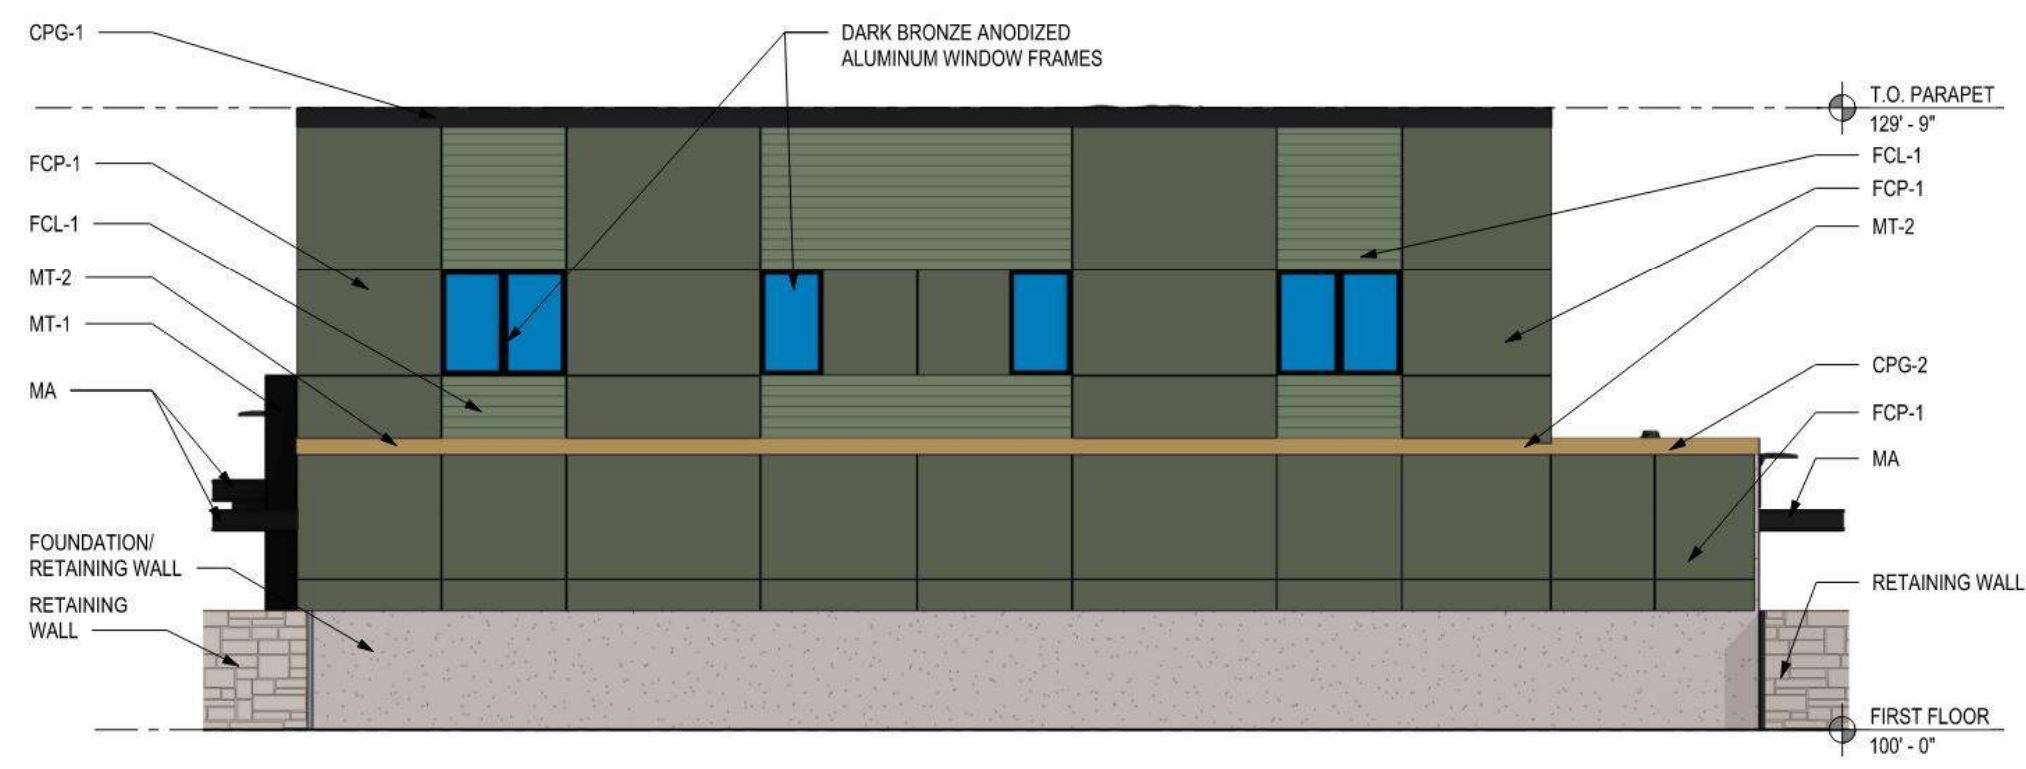 CPG-1
DARK BRONZE ANODIZED
ALUMINUM WINDOW FRAMES
T.O. PARAPET
129' - 9"
FCP-1
FCL-1
MT-2
MT-1
MA
FOUNDATION/
RETAINING WALL
RETAINING
WALL
FCL-1
FCP-1
MT-2
CPG-2
FCP-1
MA
RETAINING WALL
FIRST FLOOR
100' - 0"